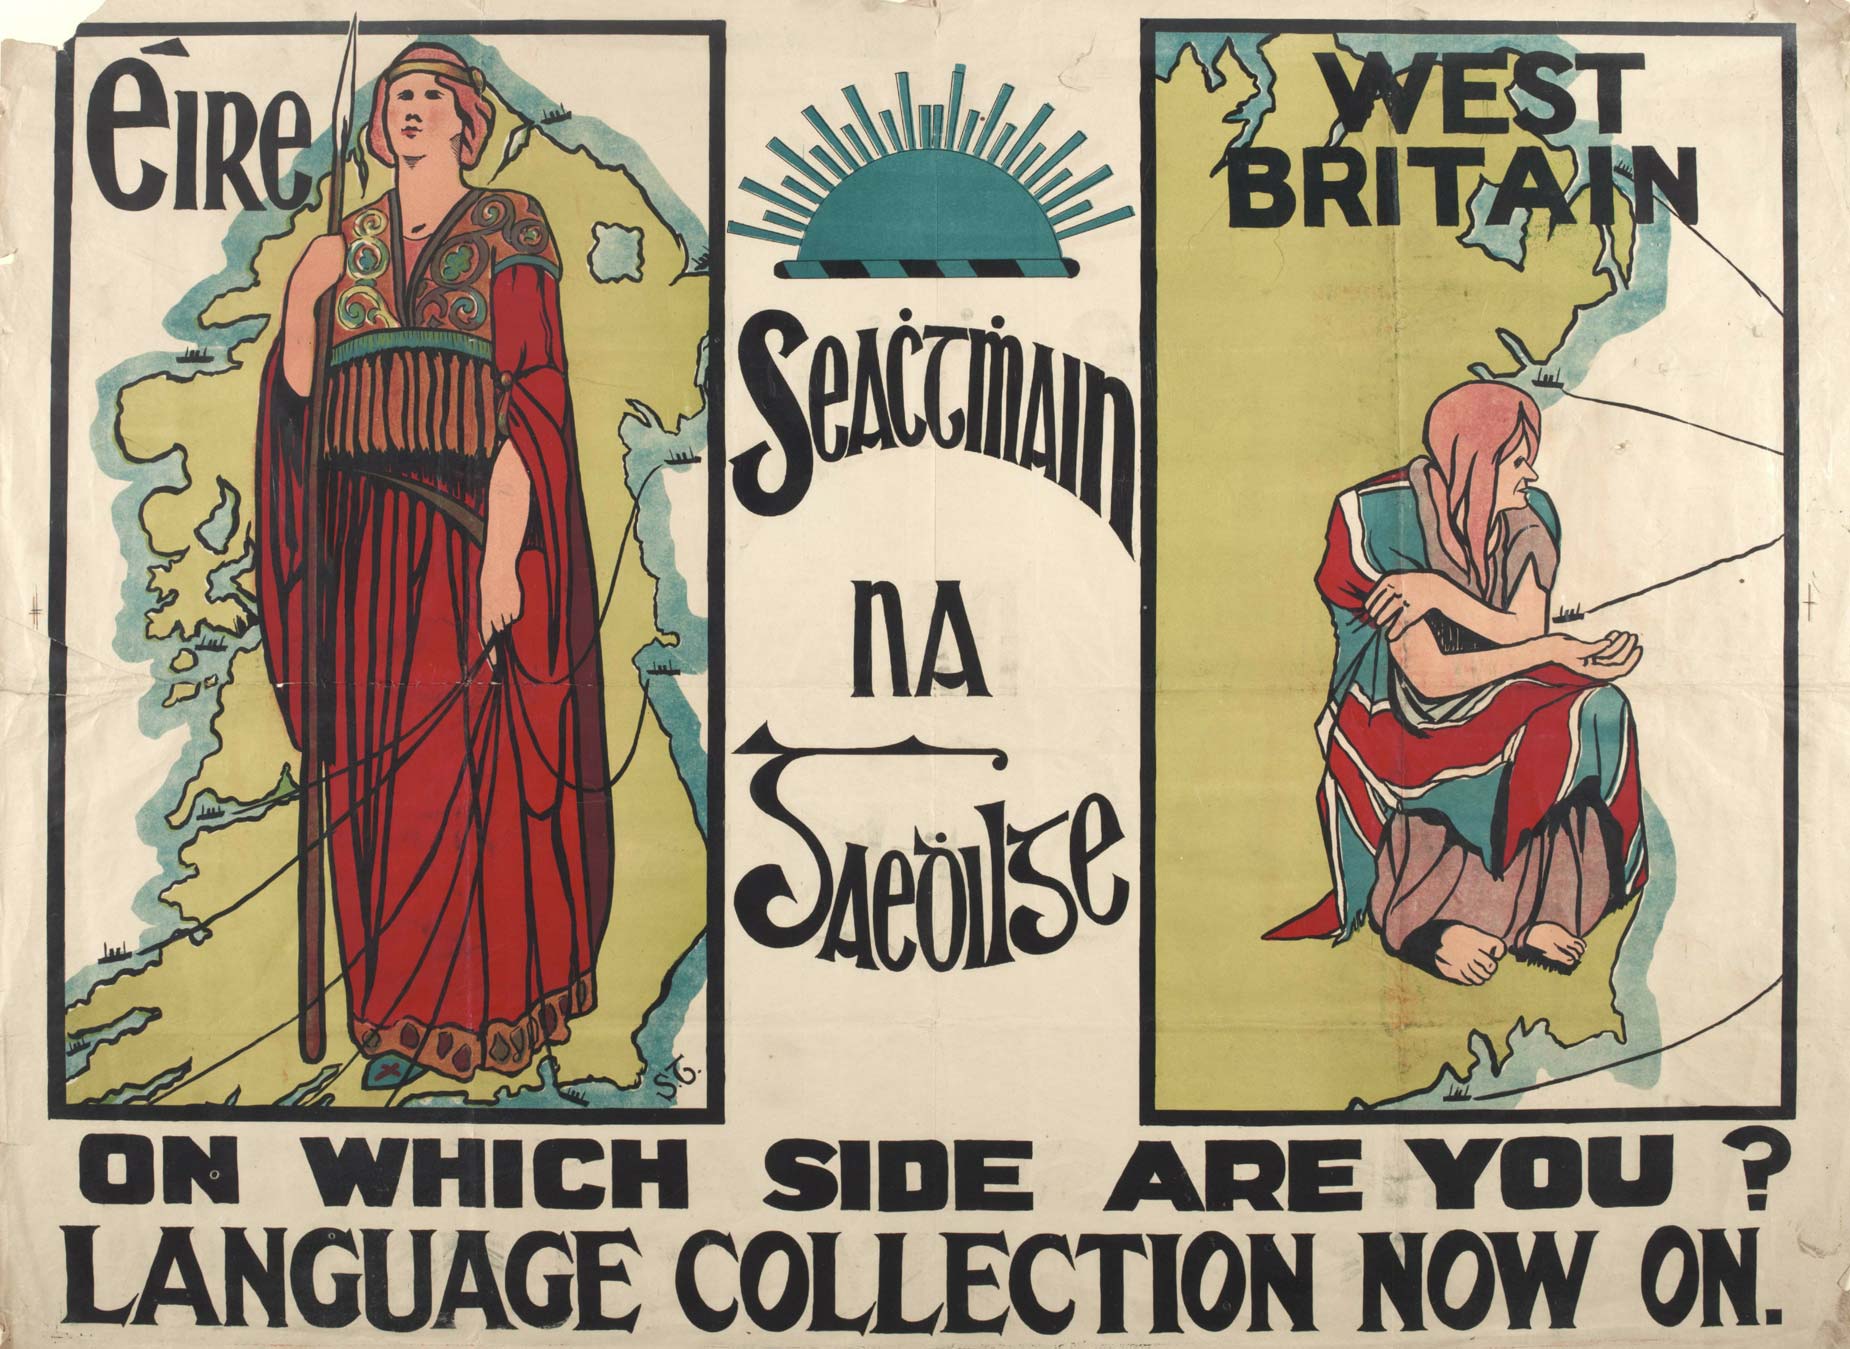 Éire
Seaċtṁain
na
Gaeḋilge
WEST
BRITAIN
S.T.
ON WHICH SIDE ARE YOU ?
LANGUAGE COLLECTION NOW ON.